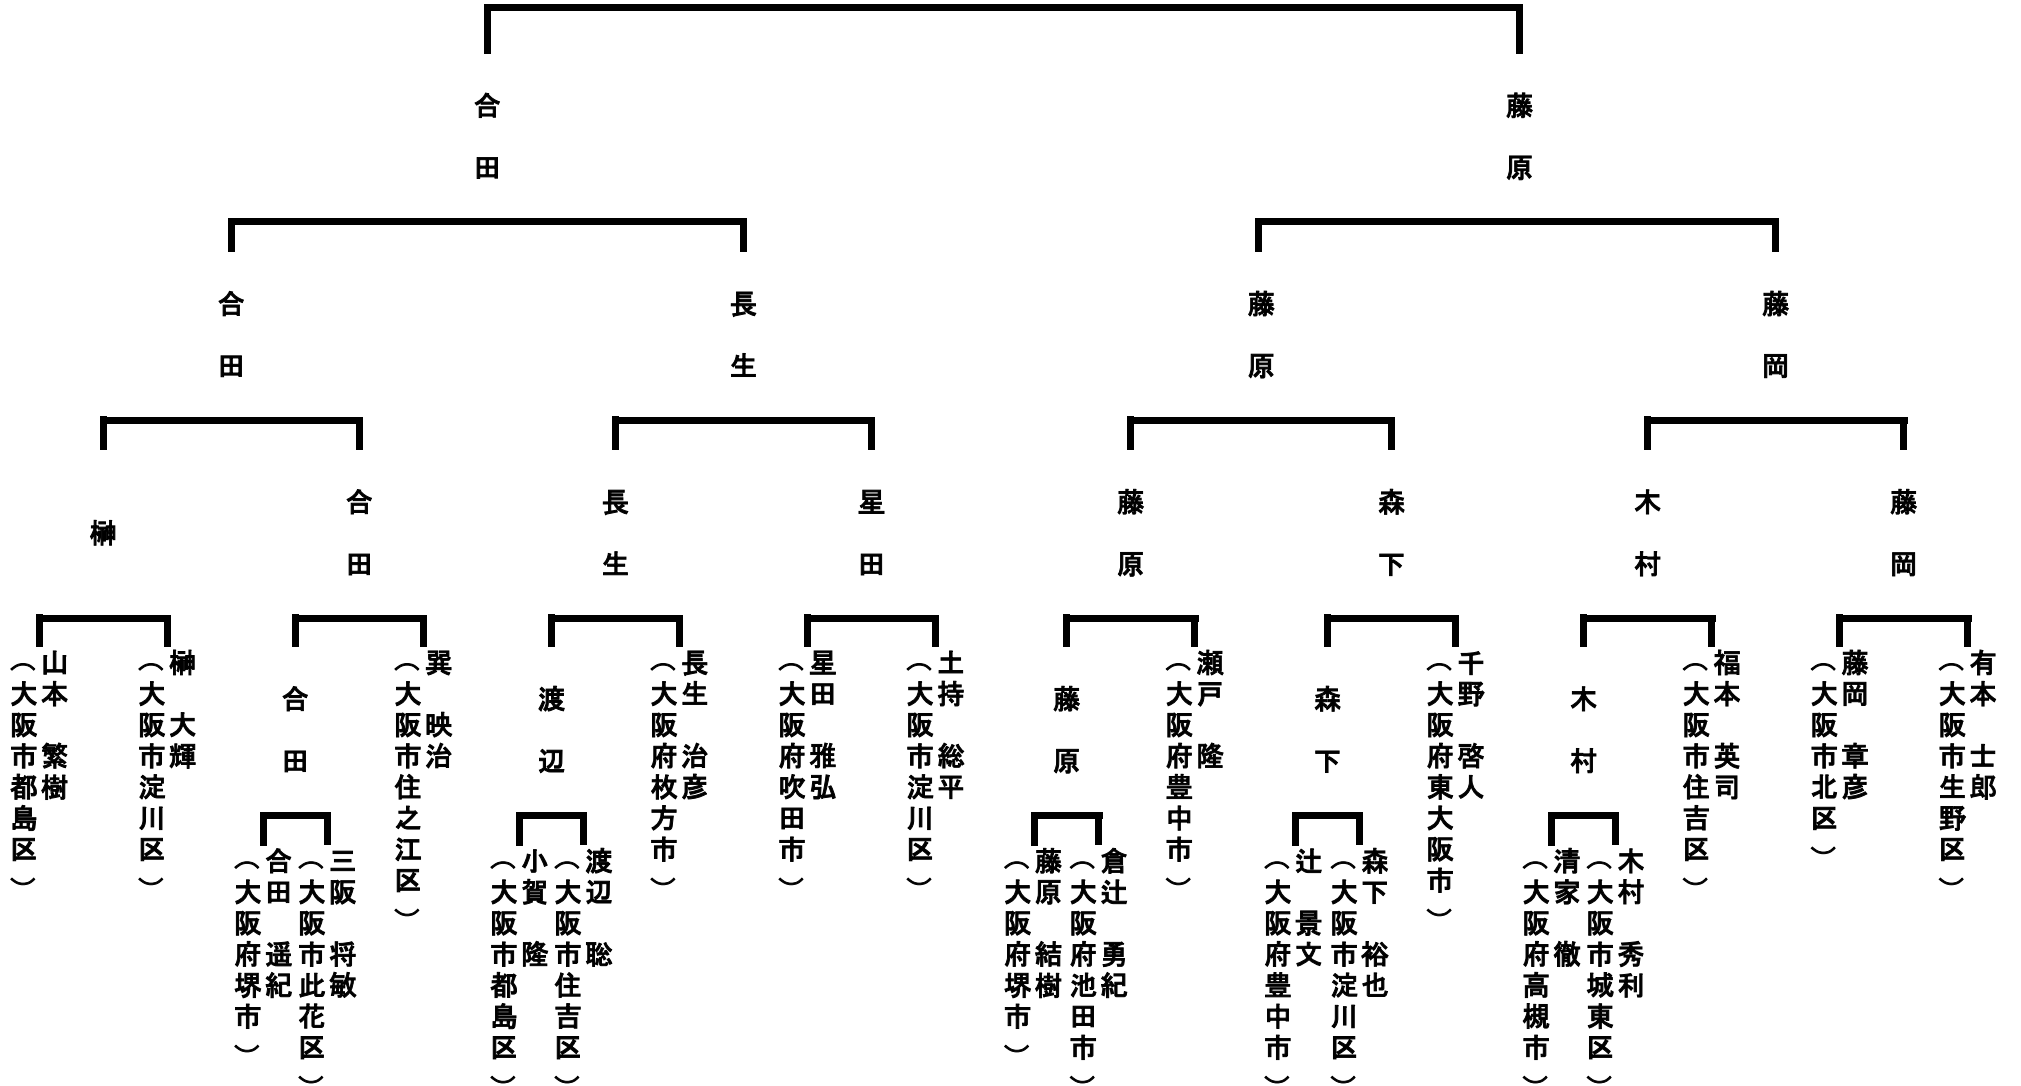 合田
藤原
合田
長生
藤原
藤岡
榊
合田
長生
星田
藤原
森下
木村
藤岡
山本　繁樹
（大阪市都島区）
榊　大輝
（大阪市淀川区）
合田
巽　映治
（大阪市住之江区）
渡辺
長生　治彦
（大阪府枚方市）
星田　雅弘
（大阪府吹田市）
土持　総平
（大阪市淀川区）
藤原
瀬戸　隆
（大阪府豊中市）
森下
千野　啓人
（大阪府東大阪市）
木村
福本　英司
（大阪市住吉区）
藤岡　章彦
（大阪市北区）
有本　士郎
（大阪市生野区）
合田　遥紀
（大阪府堺市）
三阪　将敏
（大阪市此花区）
小賀　隆
（大阪市都島区）
渡辺　聡
（大阪市住吉区）
藤原　結樹
（大阪府堺市）
倉辻　勇紀
（大阪府池田市）
辻　景文
（大阪府豊中市）
森下　裕也
（大阪市淀川区）
清家　徹
（大阪府高槻市）
木村　秀利
（大阪市城東区）